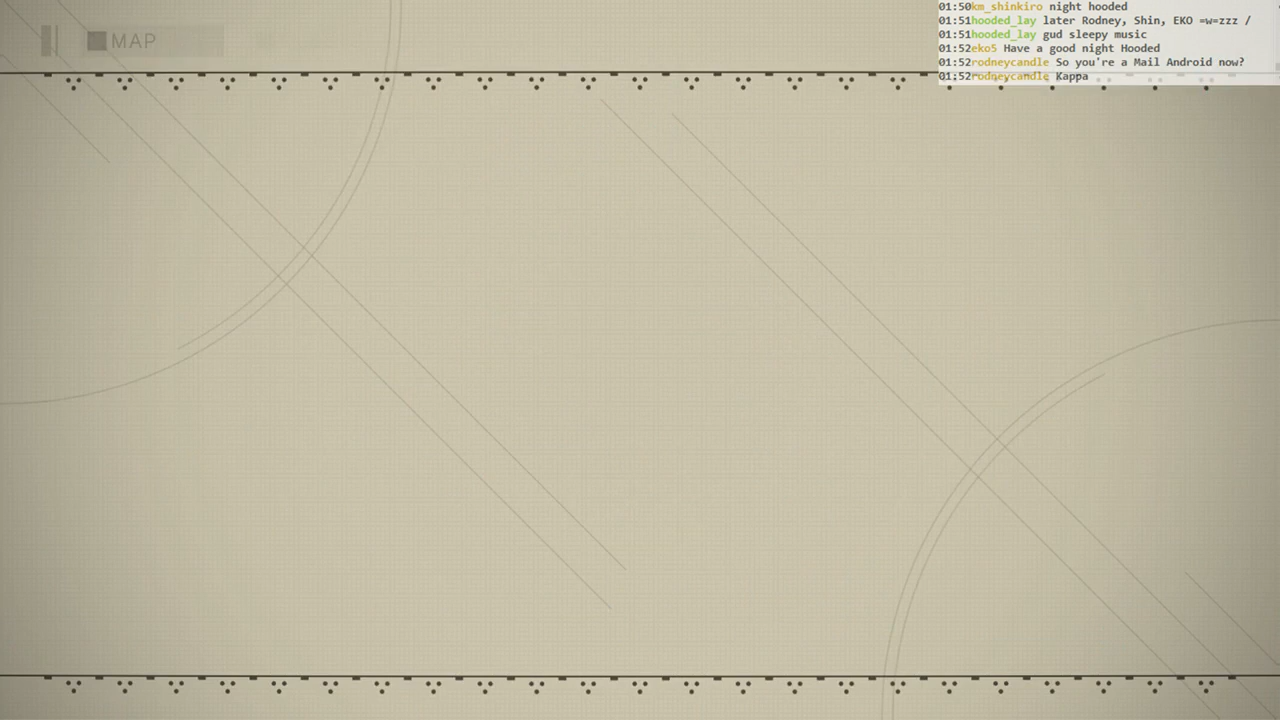 MAP
01:50km_shinkiro night hooded
01:51hooded_lay later Rodney, Shin, EKO =w=zzz /
01:51hooded_lay gud sleepy music
01:52eko5 Have a good night Hooded
01:52rodneycandle So you're a Mail Android now?
01:52rodneycandle Kappa